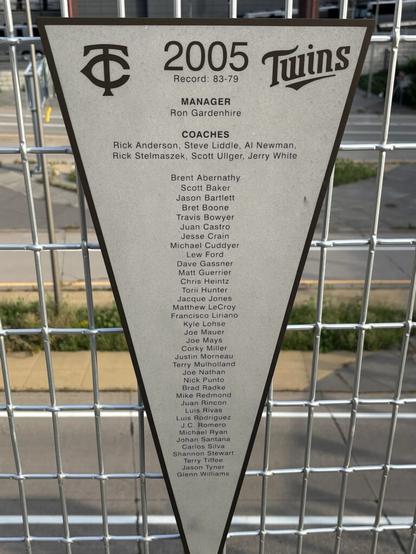 TC
2005
Twins
Record: 83-79
MANAGER
Ron Gardenhire
COACHES
Rick Anderson, Steve Liddle, Al Newman,
Rick Stelmaszek, Scott Ullger, Jerry White
Brent Abernathy
Scott Baker
Jason Bartlett
Bret Boone
Travis Bowyer
Juan Castro
Jesse Crain
Michael Cuddyer
Lew Ford
Dave Gassner
Matt Guerrier
Chris Heintz
Torii Hunter
Jacque Jones
Matthew LeCroy
Francisco Liriano
Kyle Lohse
Joe Mauer
Joe Mays
Corky Miller
Justin Morneau
Terry Mulholland
Joe Nathan
Nick Punto
Brad Radke
Mike Redmond
Juan Rincon
Luis Rivas
Luis Rodriguez
J.C. Romero
Michael Ryan
Johan Santana
Carlos Silva
Shannon Stewart
Terry Tiffee
Jason Tyner
Glenn Williams